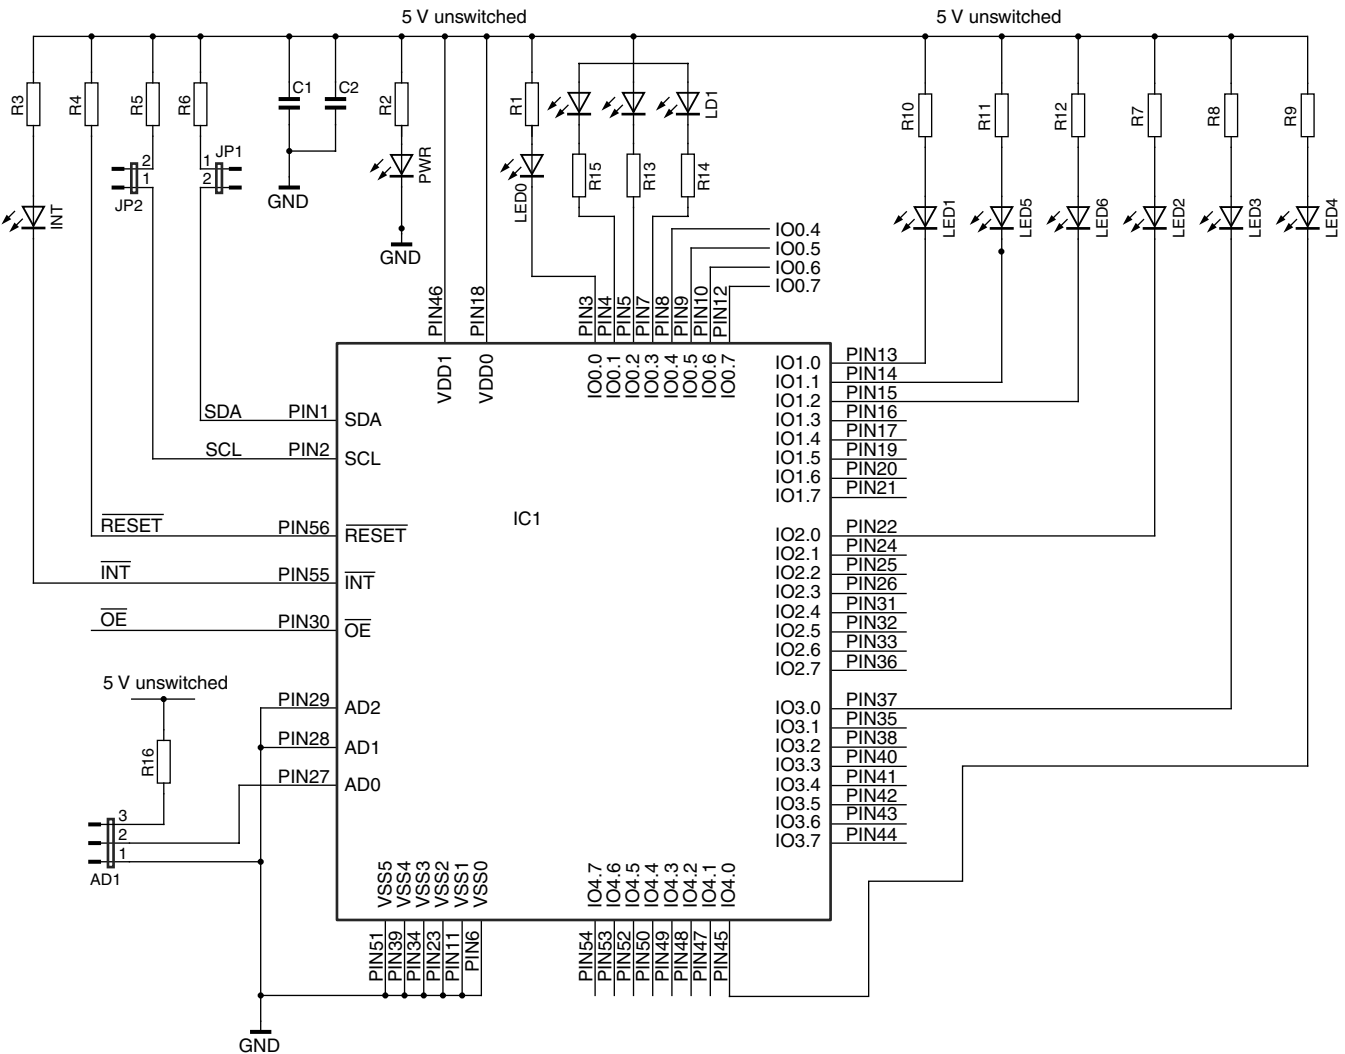 5 V unswitched
5 V unswitched
R3
R4
R5
R6
C1
C2
R2
R1
LD1
R10
R11
R12
R7
R8
R9
2
1
JP2
1
2
JP1
GND
INT
PWR
GND
LED0
R15
R13
R14
LED1
LED5
LED6
LED2
LED3
LED4
IO0.4
IO0.5
IO0.6
IO0.7
PIN46
PIN18
PIN3
PIN4
PIN5
PIN7
PIN8
PIN9
PIN10
PIN12
VDD1
VDD0
IO0.0
IO0.1
IO0.2
IO0.3
IO0.4
IO0.5
IO0.6
IO0.7
SDA PIN1 SDA
SCL PIN2 SCL
RESET PIN56 RESET
INT PIN55 INT
OE PIN30 OE
IC1
IO1.0 PIN13
IO1.1 PIN14
IO1.2 PIN15
IO1.3 PIN16
IO1.4 PIN17
IO1.5 PIN19
IO1.6 PIN20
IO1.7 PIN21
IO2.0 PIN22
IO2.1 PIN24
IO2.2 PIN25
IO2.3 PIN26
IO2.4 PIN31
IO2.5 PIN32
IO2.6 PIN33
IO2.7 PIN36
IO3.0 PIN37
IO3.1 PIN35
IO3.2 PIN38
IO3.3 PIN40
IO3.4 PIN41
IO3.5 PIN42
IO3.6 PIN43
IO3.7 PIN44
5 V unswitched
R16
PIN29 AD2
PIN28 AD1
PIN27 AD0
3
2
1
AD1
VSS5
VSS4
VSS3
VSS2
VSS1
VSS0
IO4.7
IO4.6
IO4.5
IO4.4
IO4.3
IO4.2
IO4.1
IO4.0
PIN51
PIN39
PIN34
PIN23
PIN11
PIN6
PIN54
PIN53
PIN52
PIN50
PIN49
PIN48
PIN47
PIN45
GND